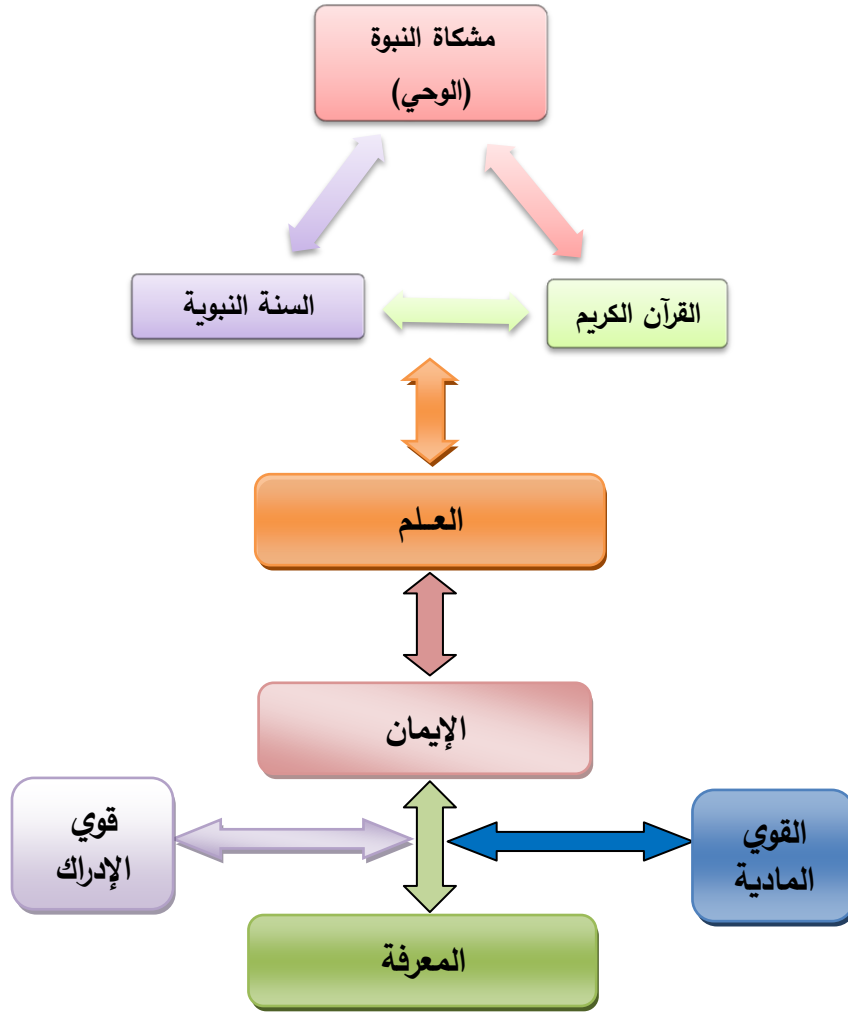 مشكاة النبوة
(الوحي)
القرآن الكريم
السنة النبوية
العـلم
الإيمان
القوي
المادية
قوي
الإدراك
المعرفة